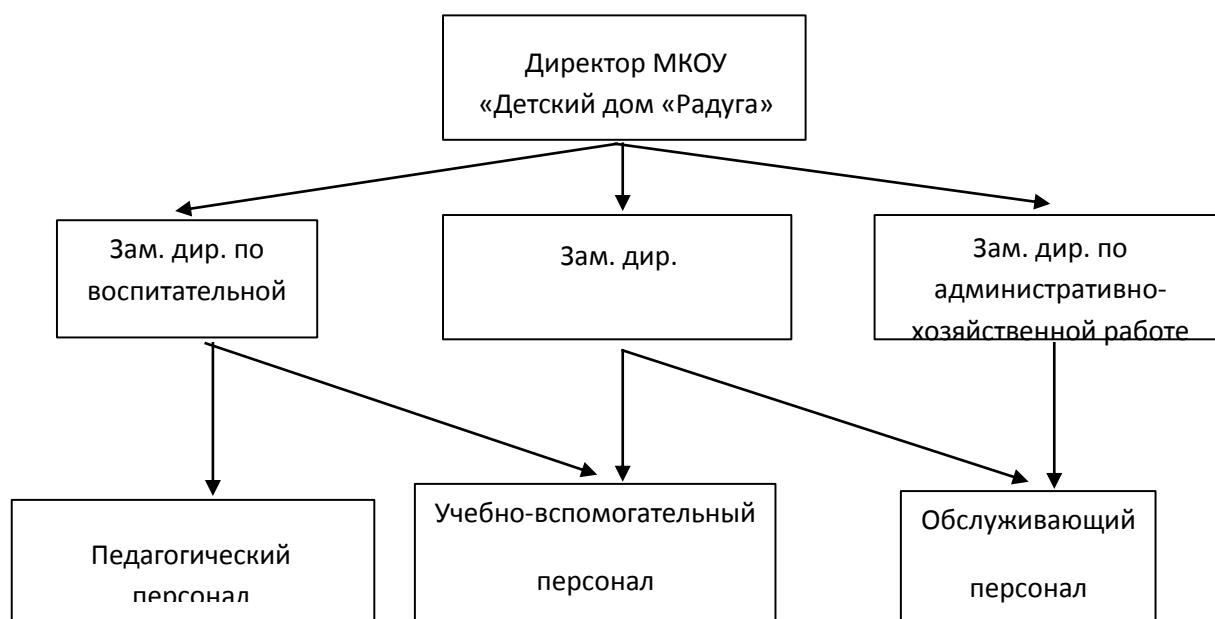 Директор МКОУ
«Детский дом «Радуга»
Зам. дир. по
воспитательной
Зам. дир.
Зам. дир. по
административно-
хозяйственной работе
Педагогический
персонал
Учебно-вспомогательный
персонал
Обслуживающий
персонал